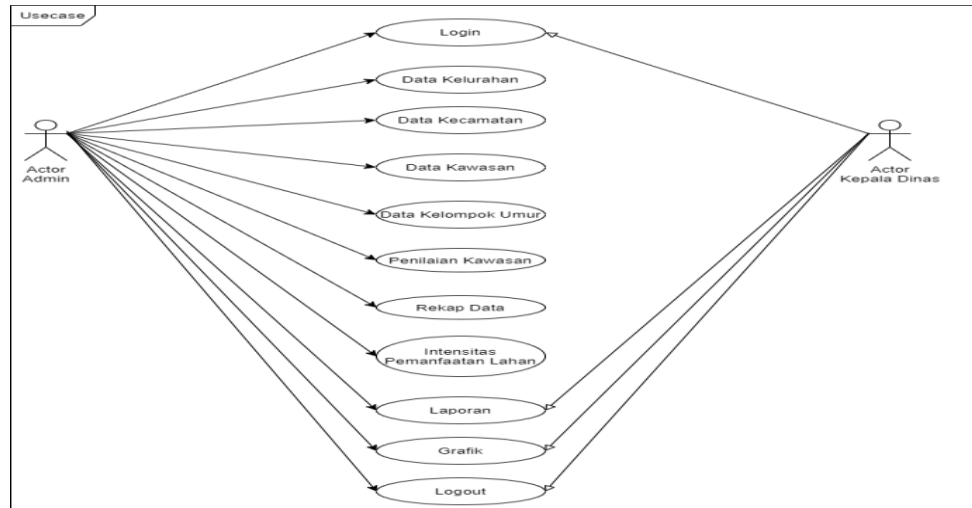 Usecase
Login
Data Kelurahan
Data Kecamatan
Data Kawasan
Data Kelompok Umur
Penilaian Kawasan
Rekap Data
Intensitas
Pemanfaatan Lahan
Laporan
Grafik
Logout
Actor
Admin
Actor
Kepala Dinas